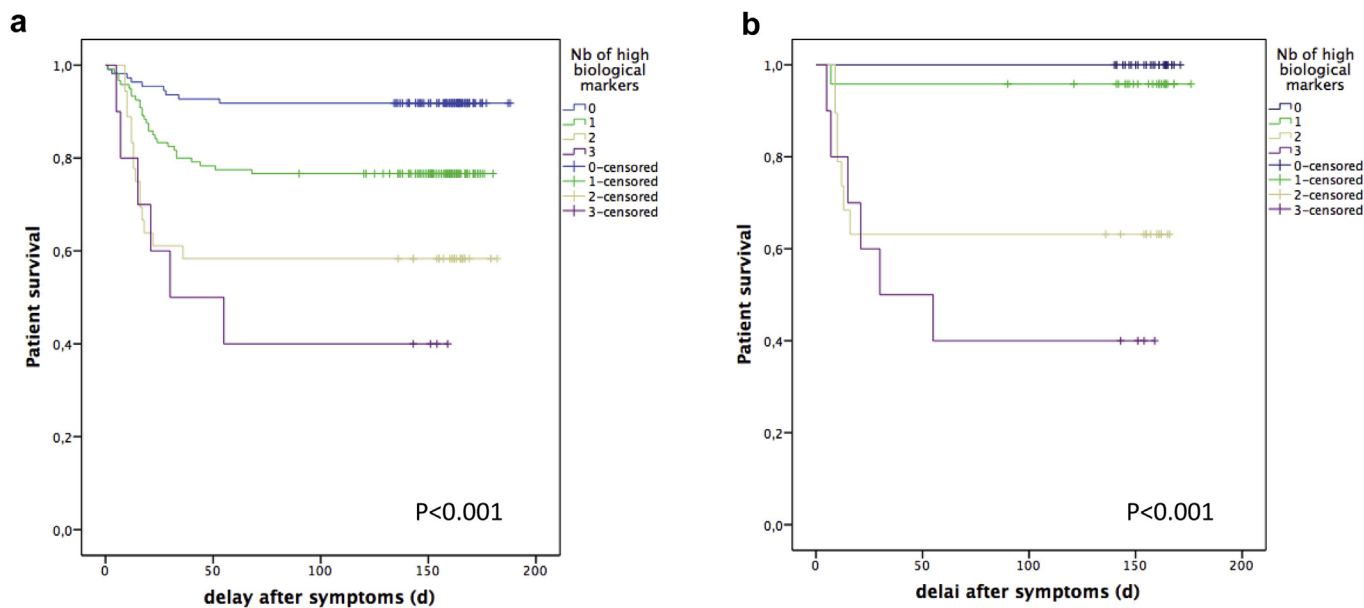 a
Nb of high
biological
markers
0
1
2
3
0-censored
1-censored
2-censored
3-censored
1,0
0,8
0,6
0,4
0,2
0,0
Patient survival
P<0.001
0
50
100
150
200
delay after symptoms (d)
b
Nb of high
biological
markers
0
1
2
3
0-censored
1-censored
2-censored
3-censored
1,0
0,8
0,6
0,4
0,2
0,0
Patient survival
P<0.001
0
50
100
150
200
delai after symptoms (d)